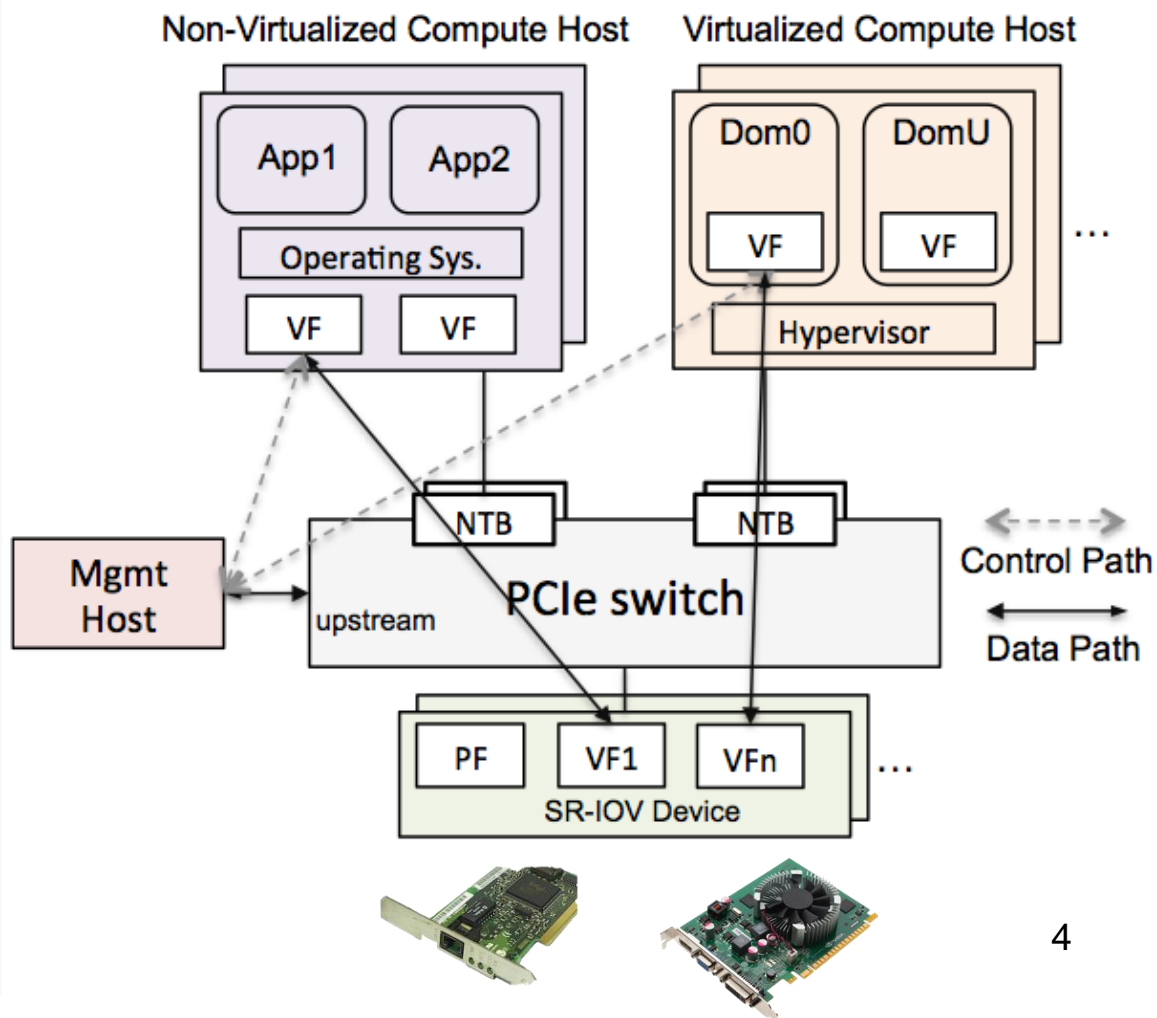 Non-Virtualized Compute Host
Virtualized Compute Host
App1
App2
Operating Sys.
VF
VF
Dom0
DomU
VF
VF
Hypervisor
...
NTB
NTB
Mgmt
Host
upstream
PCIe switch
Control Path
Data Path
PF
VF1
VFn
...
SR-IOV Device
4